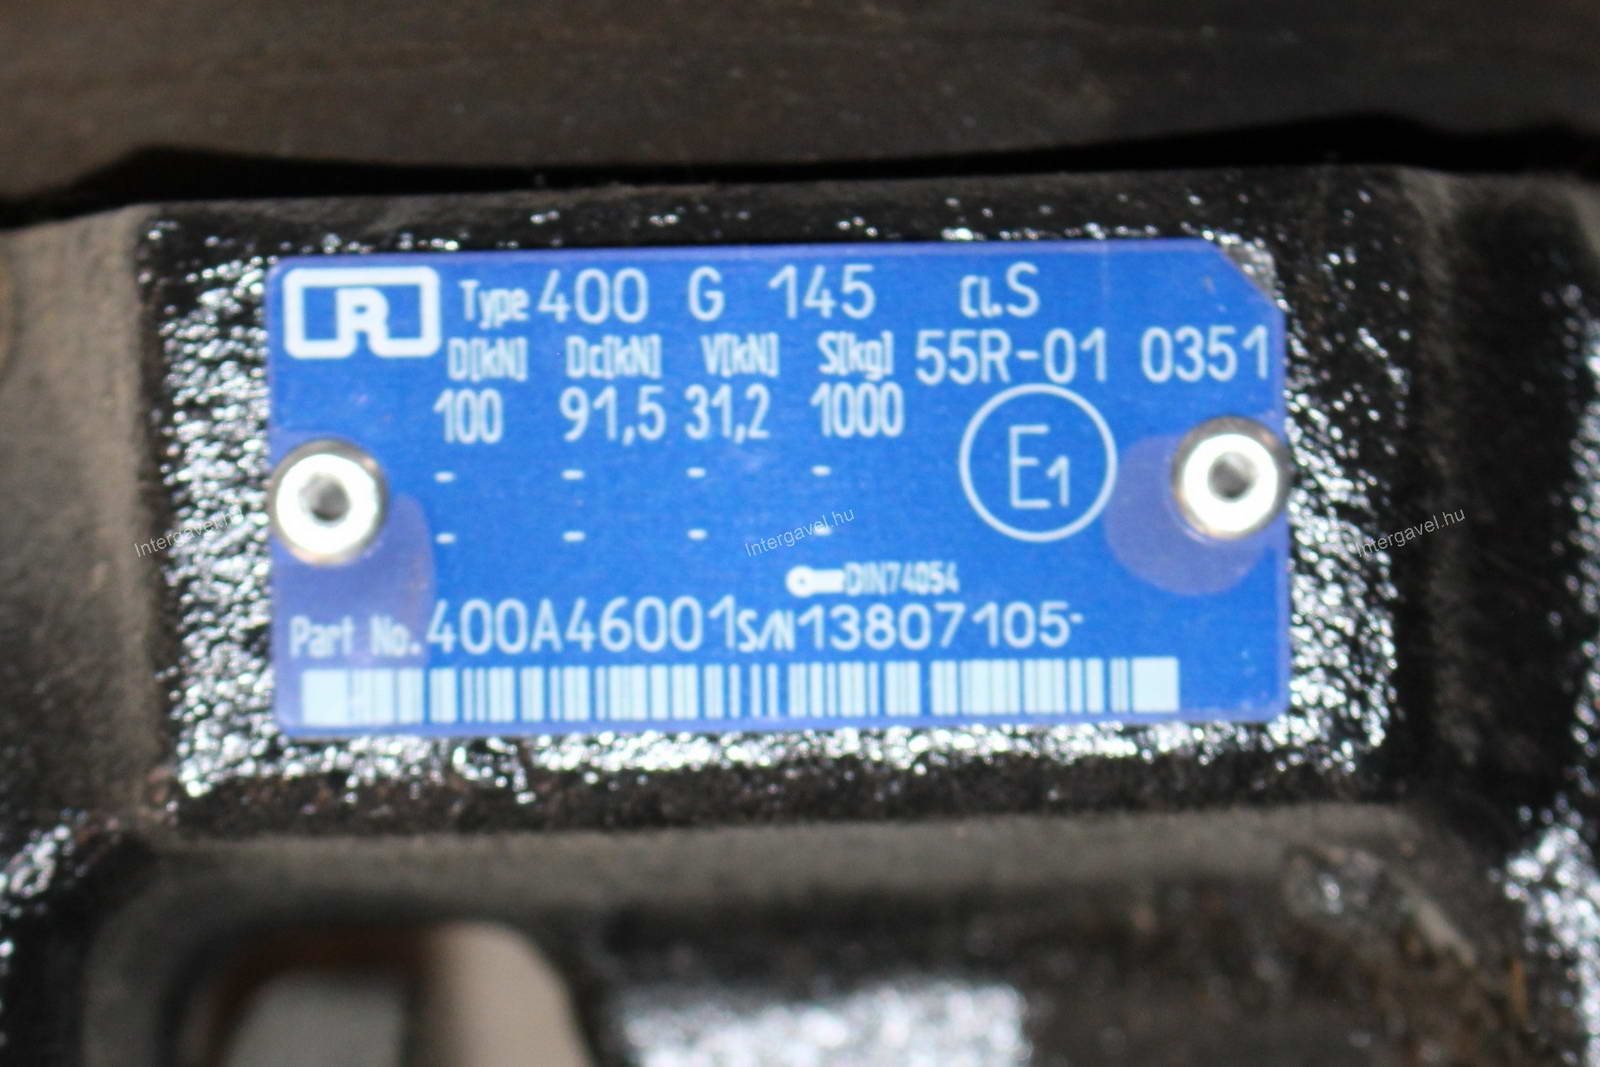 R Type 400 G 145 Cl.S
D[kN] Dc[kN] V[kN] S[kg] 55R-01 0351
100 91,5 31,2 1000
E1
- - - -
- - - -
DIN74054
Part No. 400A46001 S/N 13807105-
Intergavel.hu Intergavel.hu Intergavel.hu